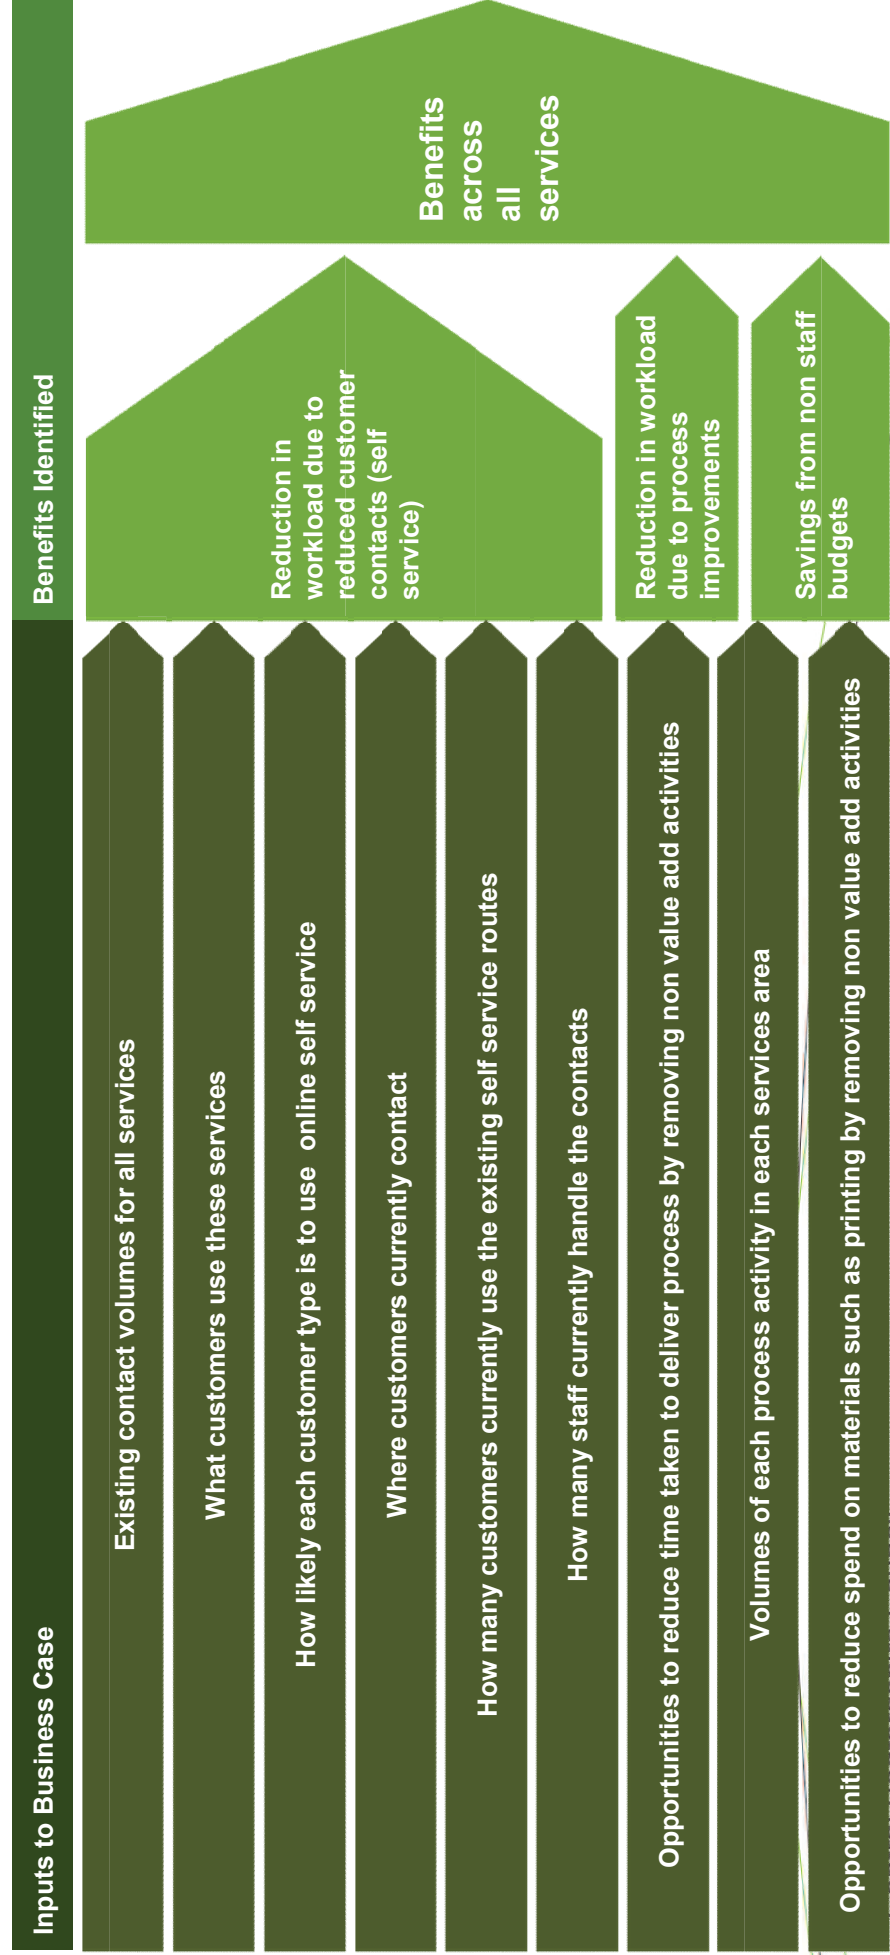 Inputs to Business Case
Benefits Identified
Existing contact volumes for all services
What customers use these services
How likely each customer type is to use online self service
Where customers currently contact
How many customers currently use the existing self service routes
How many staff currently handle the contacts
Opportunities to reduce time taken to deliver process by removing non value add activities
Volumes of each process activity in each services area
Opportunities to reduce spend on materials such as printing by removing non value add activities
Reduction in
workload due to
reduced customer
contacts (self
service)
Reduction in workload
due to process
improvements
Savings from non staff
budgets
Benefits
across
all
services